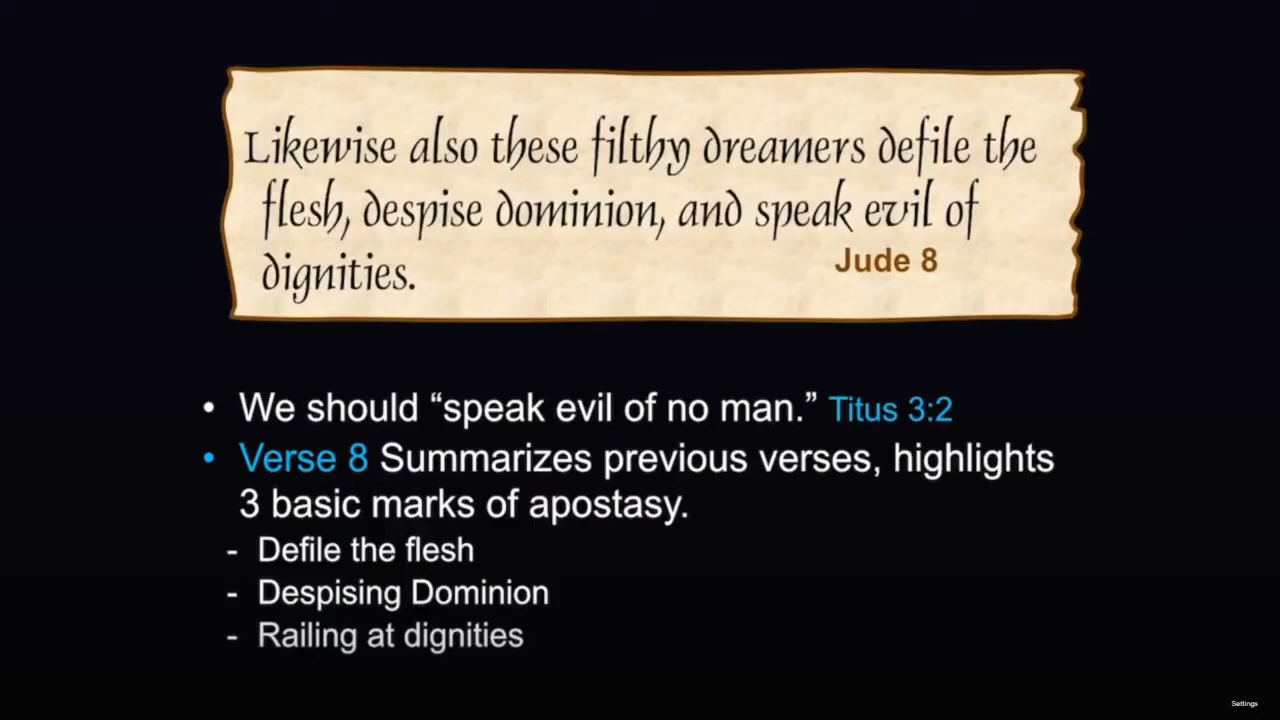 Likewise also these filthy dreamers defile the
flesh, despise dominion, and speak evil of
dignities.
Jude 8
• We should “speak evil of no man.” Titus 3:2
• Verse 8 Summarizes previous verses, highlights
3 basic marks of apostasy.
- Defile the flesh
- Despising Dominion
- Railing at dignities
Settings